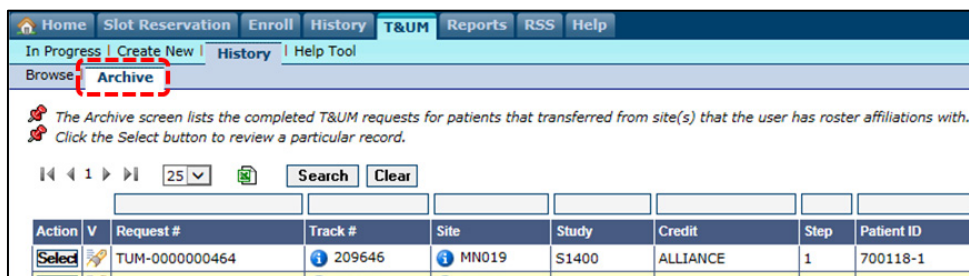 Home Slot Reservation Enroll History T&UM Reports RSS Help
In Progress | Create New | History | Help Tool
Browse | Archive
The Archive screen lists the completed T&UM requests for patients that transferred from site(s) that the user has roster affiliations with.
Click the Select button to review a particular record.
1 25 Search Clear
Action V Request # Track # Site Study Credit Step Patient ID
Select TUM-0000000464 209646 MN019 S1400 ALLIANCE 1 700118-1